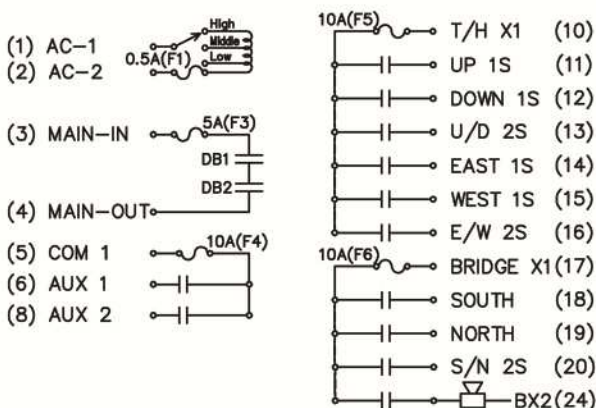 (1) AC-1
(2) AC-2
0.5A(F1)
High
Middle
Low
(3) MAIN-IN
5A(F3)
DB1
DB2
(4) MAIN-OUT
(5) COM 1
10A(F4)
(6) AUX 1
(8) AUX 2
10A(F5)
T/H X1 (10)
UP 1S (11)
DOWN 1S (12)
U/D 2S (13)
EAST 1S (14)
WEST 1S (15)
E/W 2S (16)
10A(F6)
BRIDGE X1(17)
SOUTH (18)
NORTH (19)
S/N 2S (20)
BX2(24)